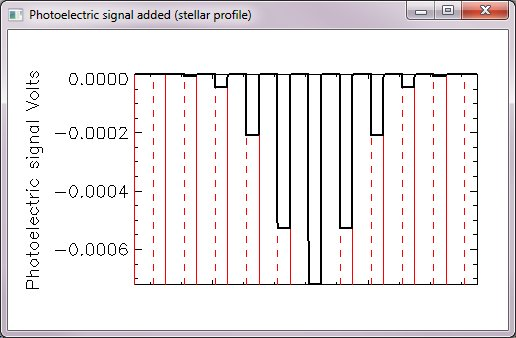 Photoelectric signal added (stellar profile)
Photoelectric signal Volts
0.0000
−0.0002
−0.0004
−0.0006